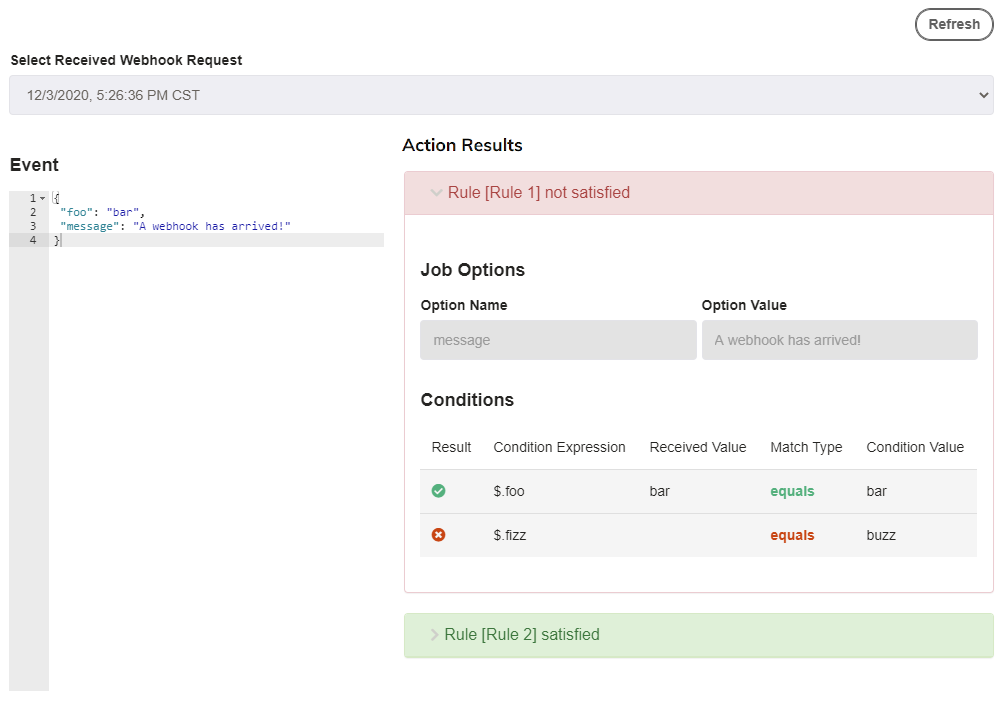 Refresh
Select Received Webhook Request
12/3/2020, 5:26:36 PM CST
Event
1 {
2 "foo": "bar",
3 "message": "A webhook has arrived!"
4 }
Action Results
Rule [Rule 1] not satisfied
Job Options
Option Name Option Value
message A webhook has arrived!
Conditions
Result Condition Expression Received Value Match Type Condition Value
$.foo bar equals bar
$.fizz equals buzz
Rule [Rule 2] satisfied